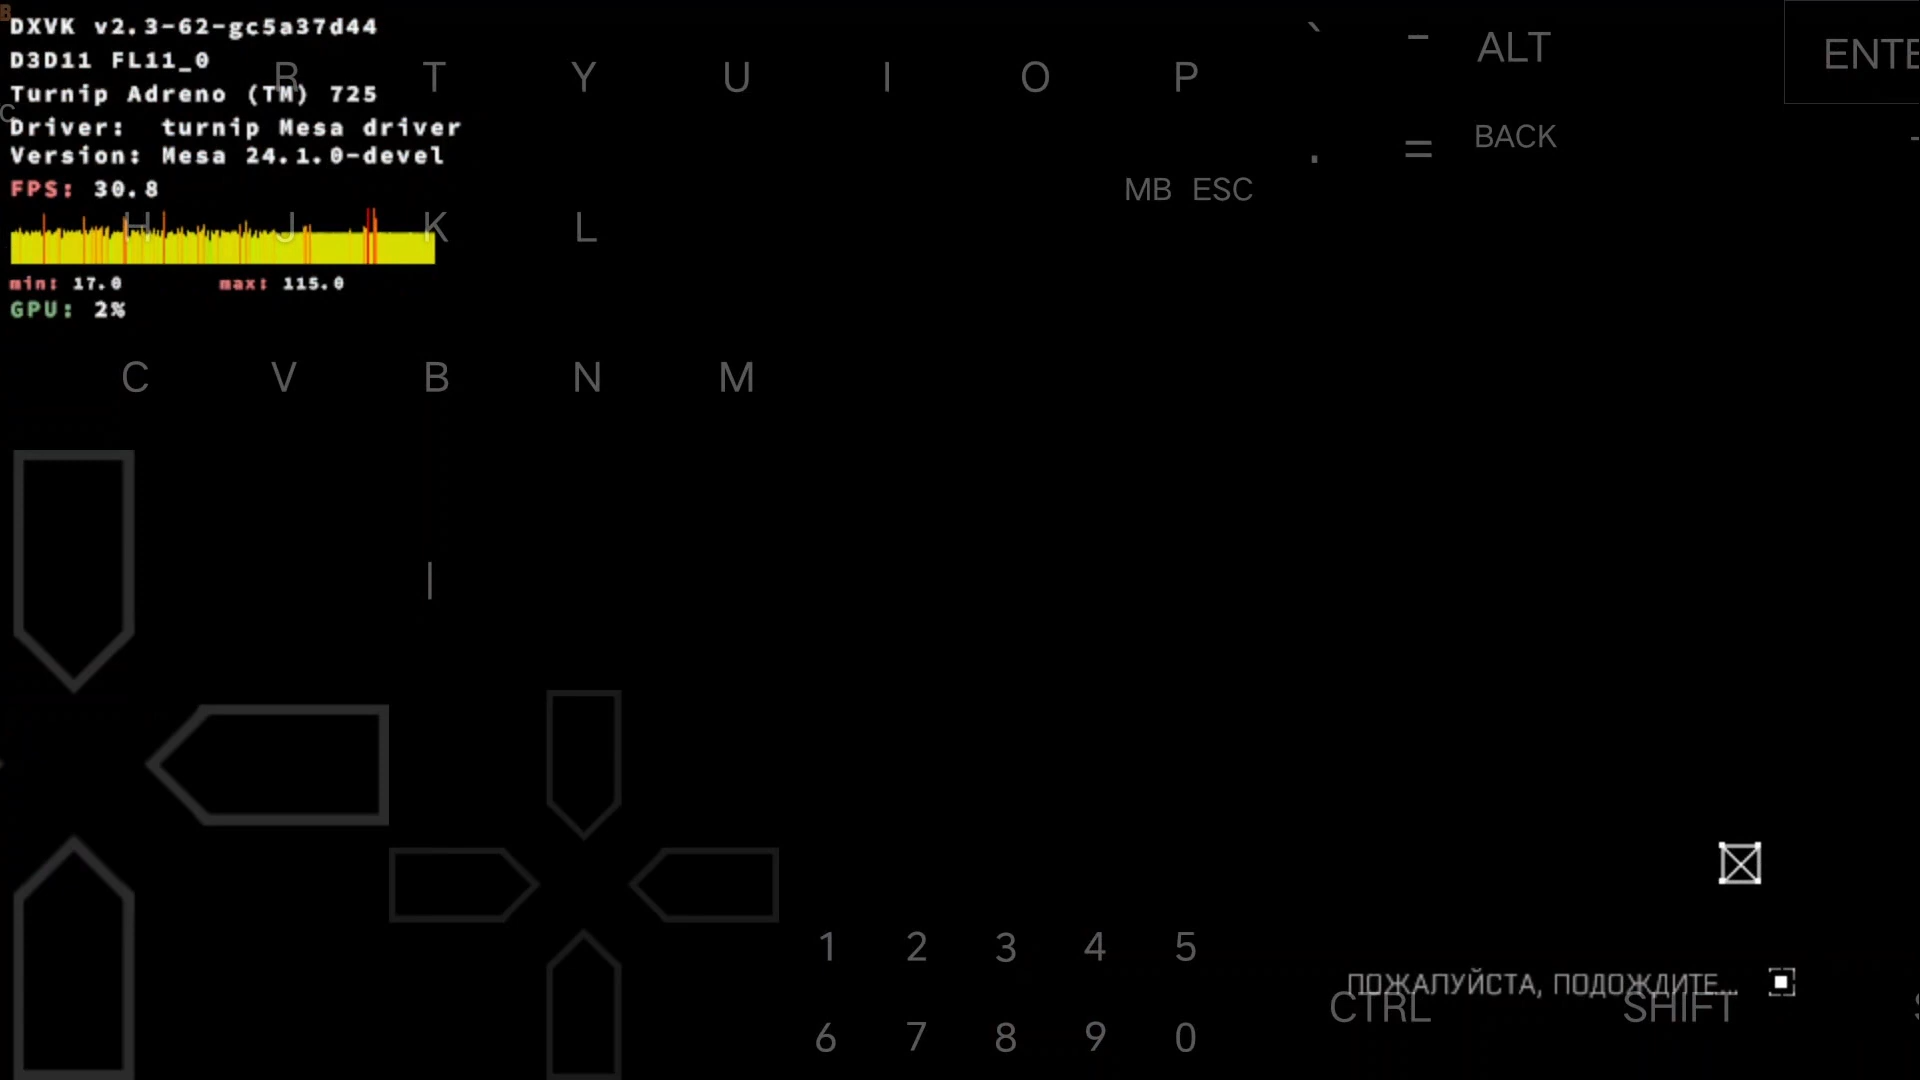 DXVK v2.3-62-gc5a37d44
D3D11 FL11_0
Turnip Adreno (TM) 725
Driver: turnip Mesa driver
Version: Mesa 24.1.0-devel
FPS: 30.8
min: 17.0 max: 115.0
GPU: 2%
R T Y U I O P
` - ALT ENTE
. = BACK
MB ESC
H J K L
C V B N M
|
1 2 3 4 5
ПОЖАЛУЙСТА, ПОДОЖДИТЕ...
CTRL SHIFT
6 7 8 9 0